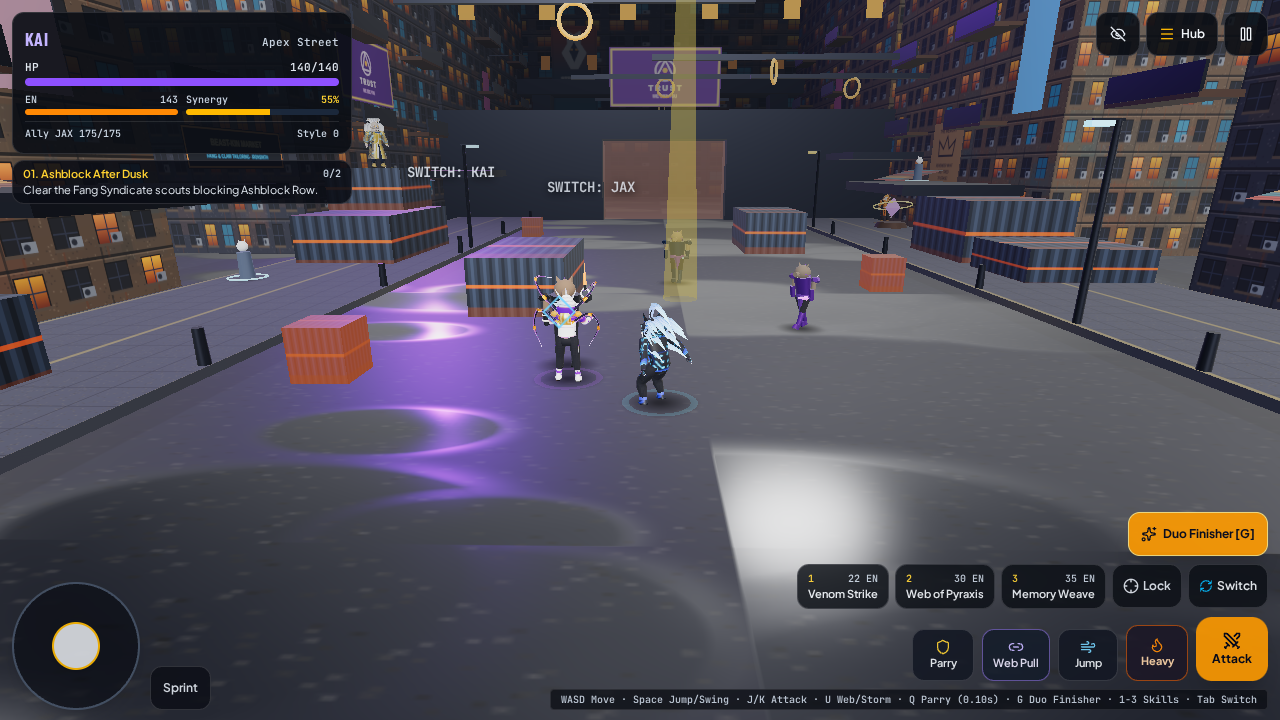 KAI
Apex Street
HP 140/140
EN 143 Synergy 55%
Ally JAX 175/175 Style 0
01. Ashblock After Dusk 0/2
Clear the Fang Syndicate scouts blocking Ashblock Row.
Hub
TRUST
TRUST
SWITCH: KAI
SWITCH: JAX
Duo Finisher [G]
1 22 EN
Venom Strike
2 30 EN
Web of Pyraxis
3 35 EN
Memory Weave
Lock
Switch
Parry
Web Pull
Jump
Heavy
Attack
Sprint
WASD Move · Space Jump/Swing · J/K Attack · U Web/Storm · Q Parry (0.10s) · G Duo Finisher · 1-3 Skills · Tab Switch